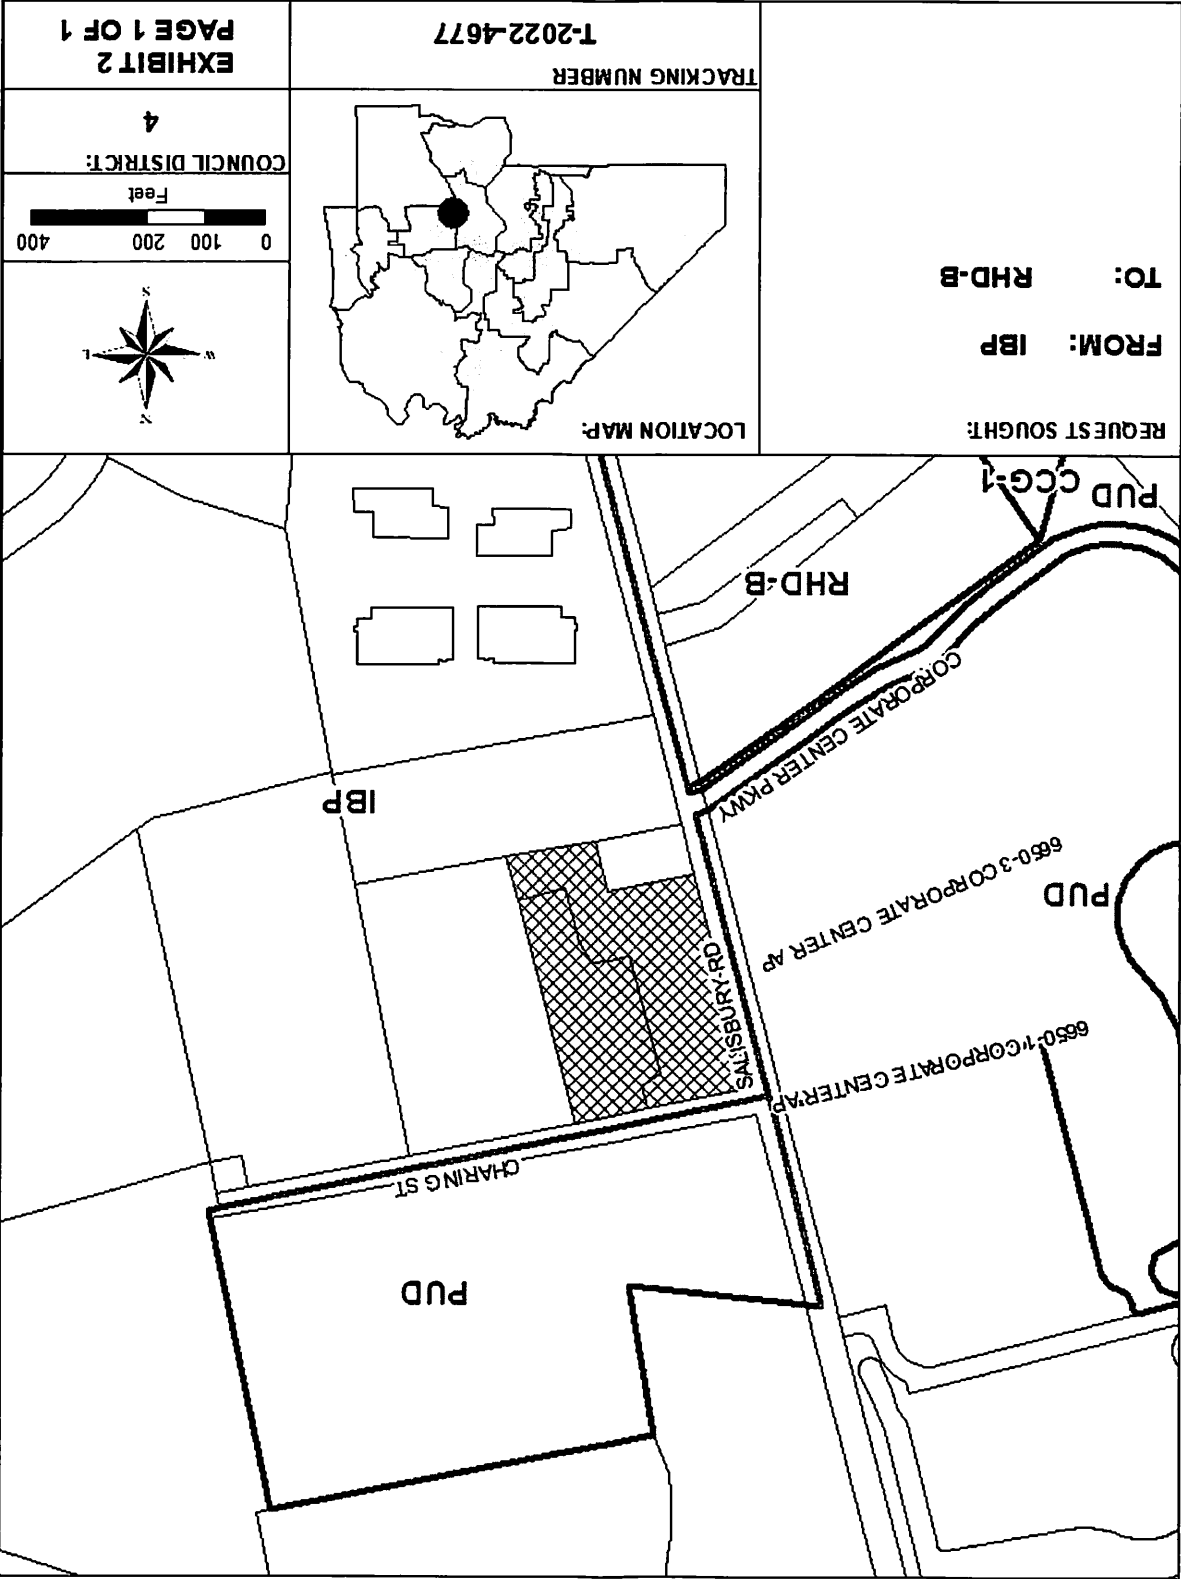 PUD
CHARING ST
6650-1 CORPORATE CENTER AP
SALISBURY RD
6650-3 CORPORATE CENTER AP
PUD
IBP
CORPORATE CENTER PKWY
RHD-B
PUD
CCG-1
REQUEST SOUGHT:
FROM: IBP
TO: RHD-B
LOCATION MAP:
TRACKING NUMBER
T-2022-4677
N
W
E
S
0 100 200 400
Feet
COUNCIL DISTRICT:
4
EXHIBIT 2
PAGE 1 OF 1